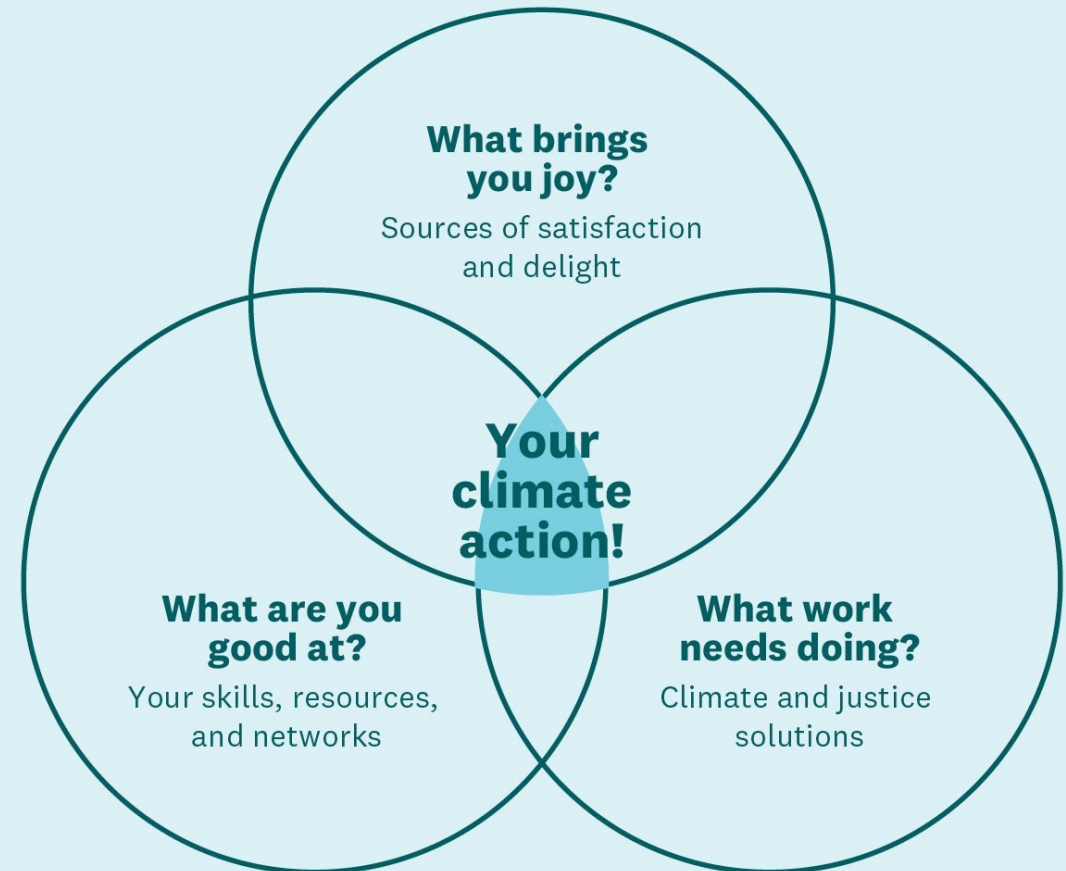 What brings
you joy?
Sources of satisfaction
and delight
Your
climate
action!
What are you
good at?
Your skills, resources,
and networks
What work
needs doing?
Climate and justice
solutions